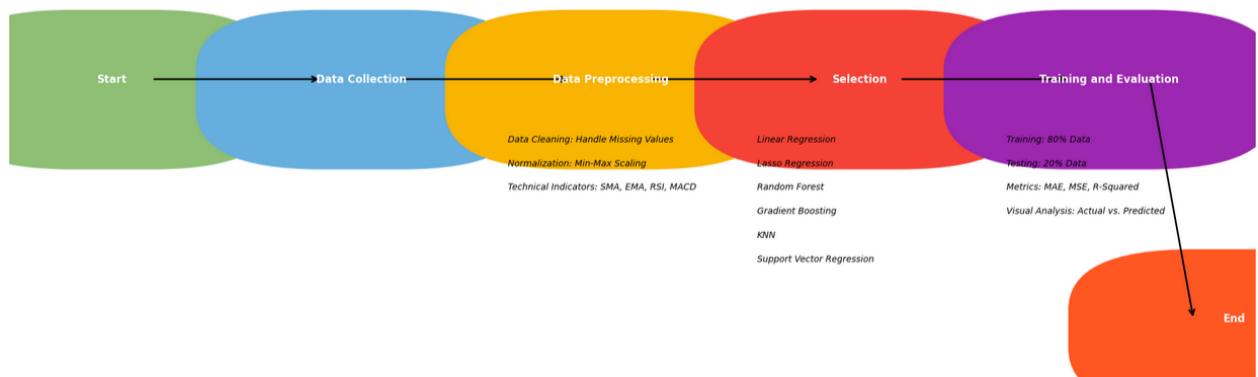 Start
Data Collection
Data Preprocessing
Selection
Training and Evaluation
Data Cleaning: Handle Missing Values
Normalization: Min-Max Scaling
Technical Indicators: SMA, EMA, RSI, MACD
Linear Regression
Lasso Regression
Random Forest
Gradient Boosting
KNN
Support Vector Regression
Training: 80% Data
Testing: 20% Data
Metrics: MAE, MSE, R-Squared
Visual Analysis: Actual vs. Predicted
End